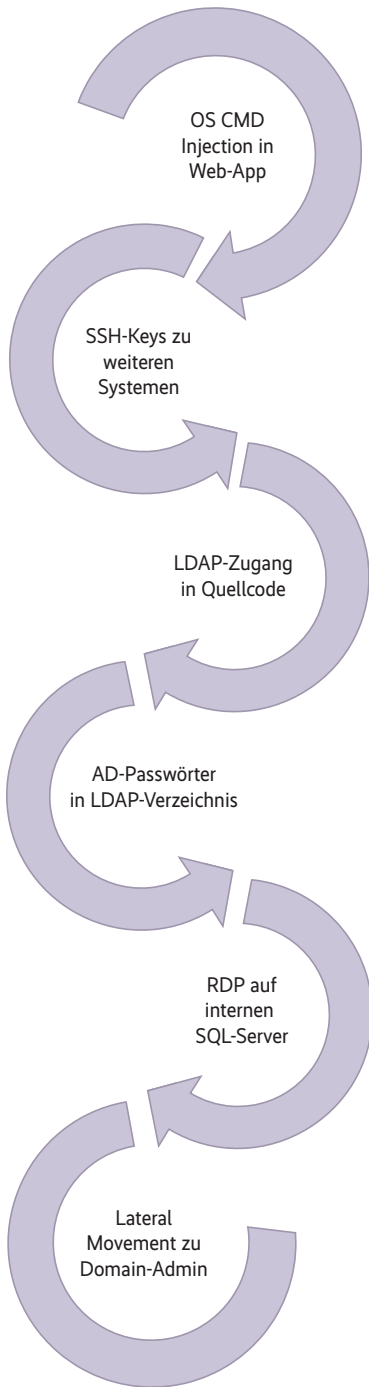 OS CMD
Injection in
Web-App
SSH-Keys zu
weiteren
Systemen
LDAP-Zugang
in Quellcode
AD-Passwörter
in LDAP-Verzeichnis
RDP auf
internen
SQL-Server
Lateral
Movement zu
Domain-Admin